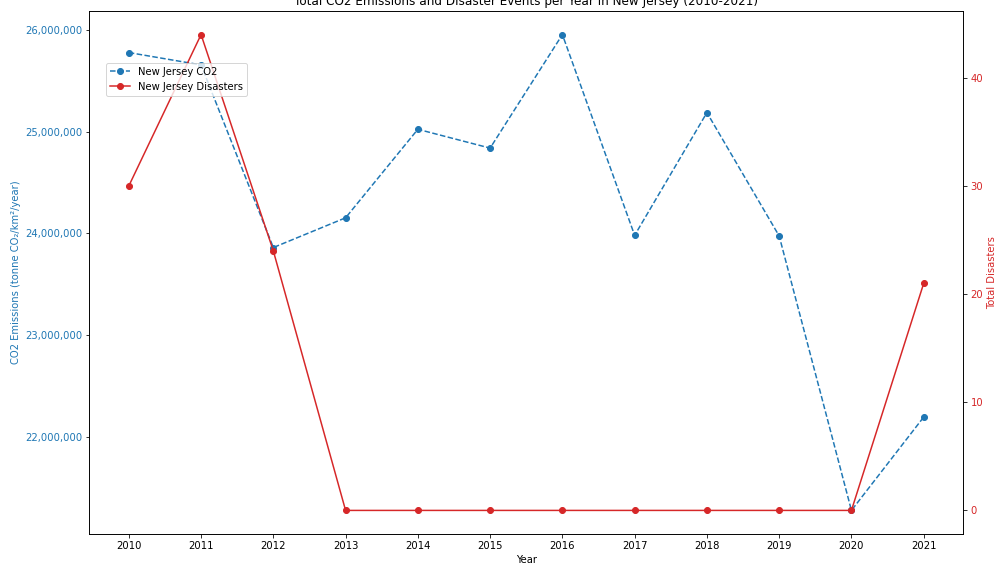 Total CO2 Emissions and Disaster Events per Year in New Jersey (2010-2021)
26,000,000
25,000,000
24,000,000
23,000,000
22,000,000
CO2 Emissions (tonne CO₂/km²/year)
New Jersey CO2
New Jersey Disasters
40
30
20
10
0
Total Disasters
2010 2011 2012 2013 2014 2015 2016 2017 2018 2019 2020 2021
Year